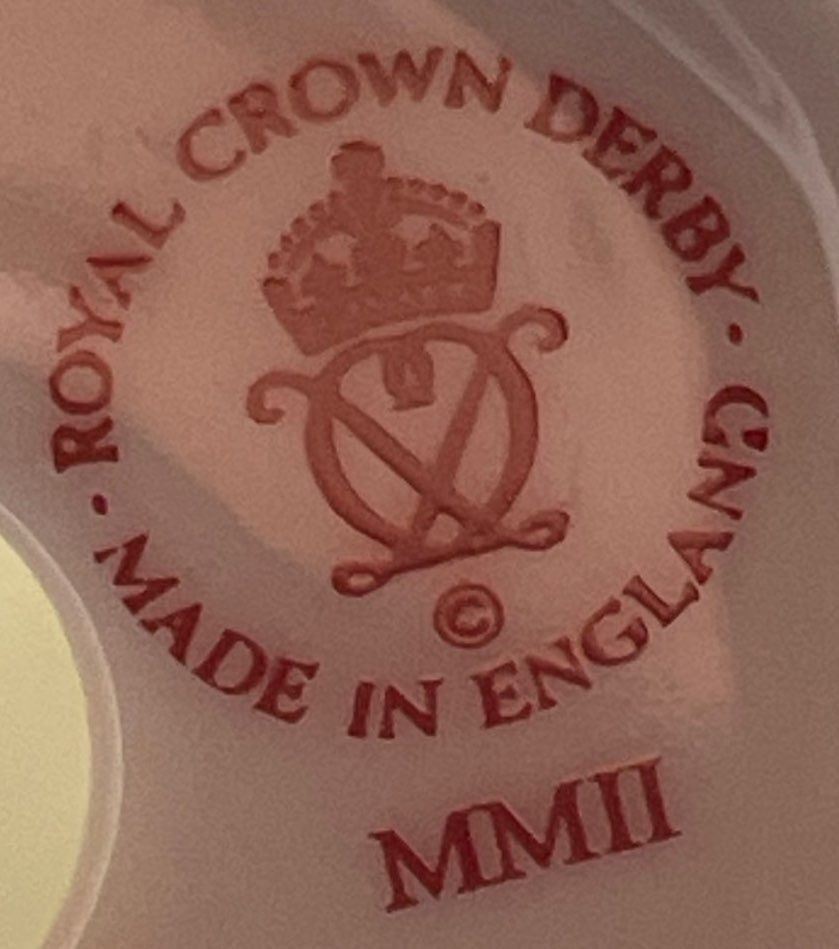 ROYAL CROWN DERBY · MADE IN ENGLAND ·
©
MMII